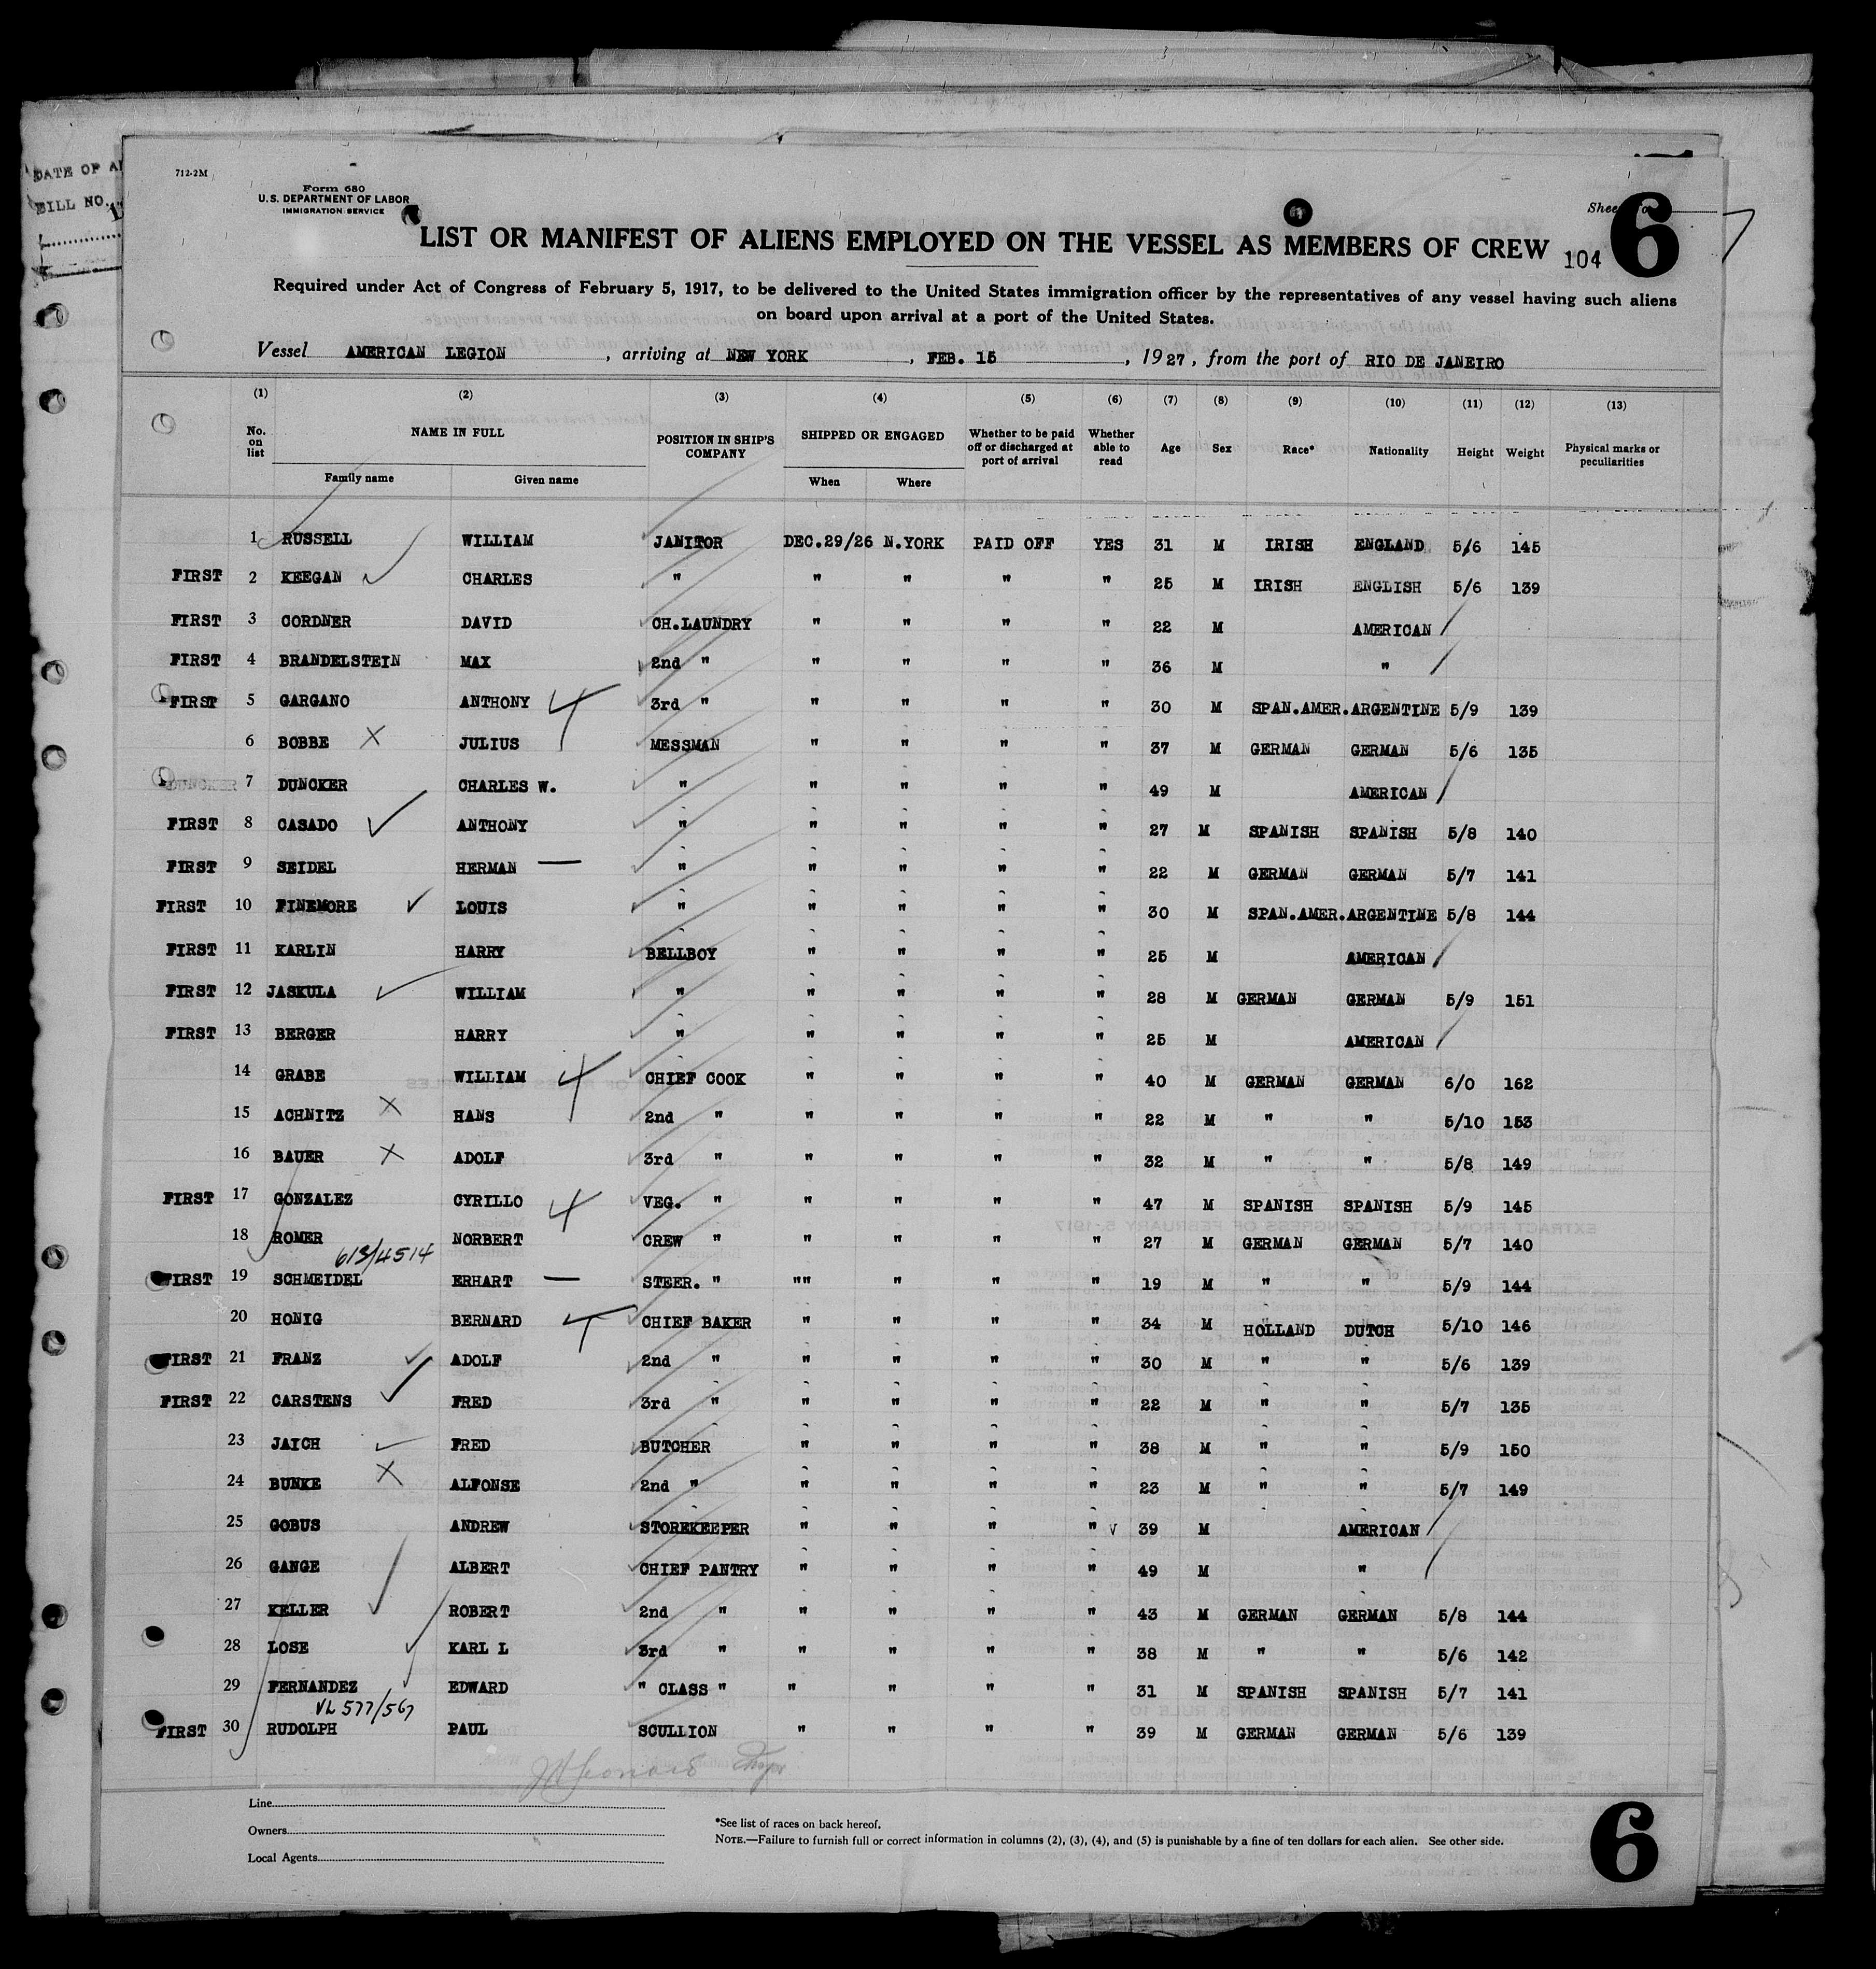 DATE OF
BILL NO.
712-2M
Form 680
U.S. DEPARTMENT OF LABOR
IMMIGRATION SERVICE
6
LIST OR MANIFEST OF ALIENS EMPLOYED ON THE VESSEL AS MEMBERS OF CREW 104
Required under Act of Congress of February 5, 1917, to be delivered to the United States immigration officer by the representatives of any vessel having such aliens
on board upon arrival at a port of the United States.
Vessel AMERICAN LEGION, arriving at NEW YORK, FEB. 15, 1927, from the port of RIO DE JANEIRO
(1) (2) (3) (4) (5) (6) (7) (8) (9) (10) (11) (12) (13)
No. on list NAME IN FULL Family name Given name POSITION IN SHIP'S COMPANY SHIPPED OR ENGAGED When Where Whether to be paid off or discharged at port of arrival Whether able to read Age Sex Race* Nationality Height Weight Physical marks or peculiarities
1 RUSSELL WILLIAM JANITOR DEC.29/26 N.YORK PAID OFF YES 31 M IRISH ENGLAND 5/6 145
FIRST 2 KEEGAN CHARLES " " " " " 25 M IRISH ENGLISH 5/6 139
FIRST 3 CORDNER DAVID CH.LAUNDRY " " " " 22 M AMERICAN
FIRST 4 BRANDELSTEIN MAX 2nd " " " " " 36 M "
FIRST 5 GARGANO ANTHONY 3rd " " " " " 30 M SPAN.AMER. ARGENTINE 5/9 139
6 BOBBE JULIUS MESSMAN " " " " 37 M GERMAN GERMAN 5/6 135
DUNCKER 7 DUNCKER CHARLES W. " " " " " 49 M AMERICAN
FIRST 8 CASADO ANTHONY " " " " " 27 M SPANISH SPANISH 5/8 140
FIRST 9 SEIDEL HERMAN " " " " " 22 M GERMAN GERMAN 5/7 141
FIRST 10 FINEMORE LOUIS " " " " " 30 M SPAN.AMER. ARGENTINE 5/8 144
FIRST 11 KARLIN HARRY BELLBOY " " " " 25 M AMERICAN
FIRST 12 JASKULA WILLIAM " " " " " 28 M GERMAN GERMAN 5/9 151
FIRST 13 BERGER HARRY " " " " " 25 M AMERICAN
14 GRABE WILLIAM CHIEF COOK " " " " 40 M GERMAN GERMAN 6/0 162
15 ACHNITZ HANS 2nd " " " " " 22 M " " 5/10 153
16 BAUER ADOLF 3rd " " " " " 32 M " " 5/8 149
FIRST 17 GONZALEZ CYRILLO VEG. " " " " " 47 M SPANISH SPANISH 5/9 145
18 ROMER NORBERT CREW " " " " " 27 M GERMAN GERMAN 5/7 140
613/4514
FIRST 19 SCHMEIDEL ERHART STEER. " "" " " " 19 M " " 5/9 144
20 HONIG BERNARD CHIEF BAKER " " " " 34 M HOLLAND DUTCH 5/10 146
FIRST 21 FRANZ ADOLF 2nd " " " " " 30 M " " 5/6 139
FIRST 22 CARSTENS FRED 3rd " " " " " 22 M " " 5/7 135
23 JAICH FRED BUTCHER " " " " 38 M " " 5/9 150
24 BUNKE ALFONSE 2nd " " " " " 23 M " " 5/7 149
25 GOBUS ANDREW STOREKEEPER " " " " 39 M AMERICAN
26 GANGE ALBERT CHIEF PANTRY " " " " 49 M "
27 KELLER ROBERT 2nd " " " " " 43 M GERMAN GERMAN 5/8 144
28 LOSE KARL L 3rd " " " " " 38 M " " 5/6 142
29 FERNANDEZ EDWARD " CLASS " " " " " 31 M SPANISH SPANISH 5/7 141
VL 577/567
FIRST 30 RUDOLPH PAUL SCULLION " " " " 39 M GERMAN GERMAN 5/6 139
Line
Owners
Local Agents
*See list of races on back hereof.
NOTE.—Failure to furnish full or correct information in columns (2), (3), (4), and (5) is punishable by a fine of ten dollars for each alien. See other side.
6